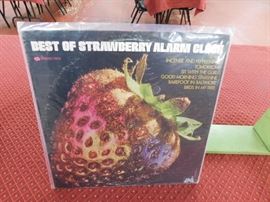 BEST OF STRAWBERRY ALARM CLOCK
INCENSE AND PEPPERMINTS
TOMORROW
SIT WITH THE GURU
GOOD MORNING STARSHINE
BAREFOOT IN BALTIMORE
BIRDS IN MY TREE